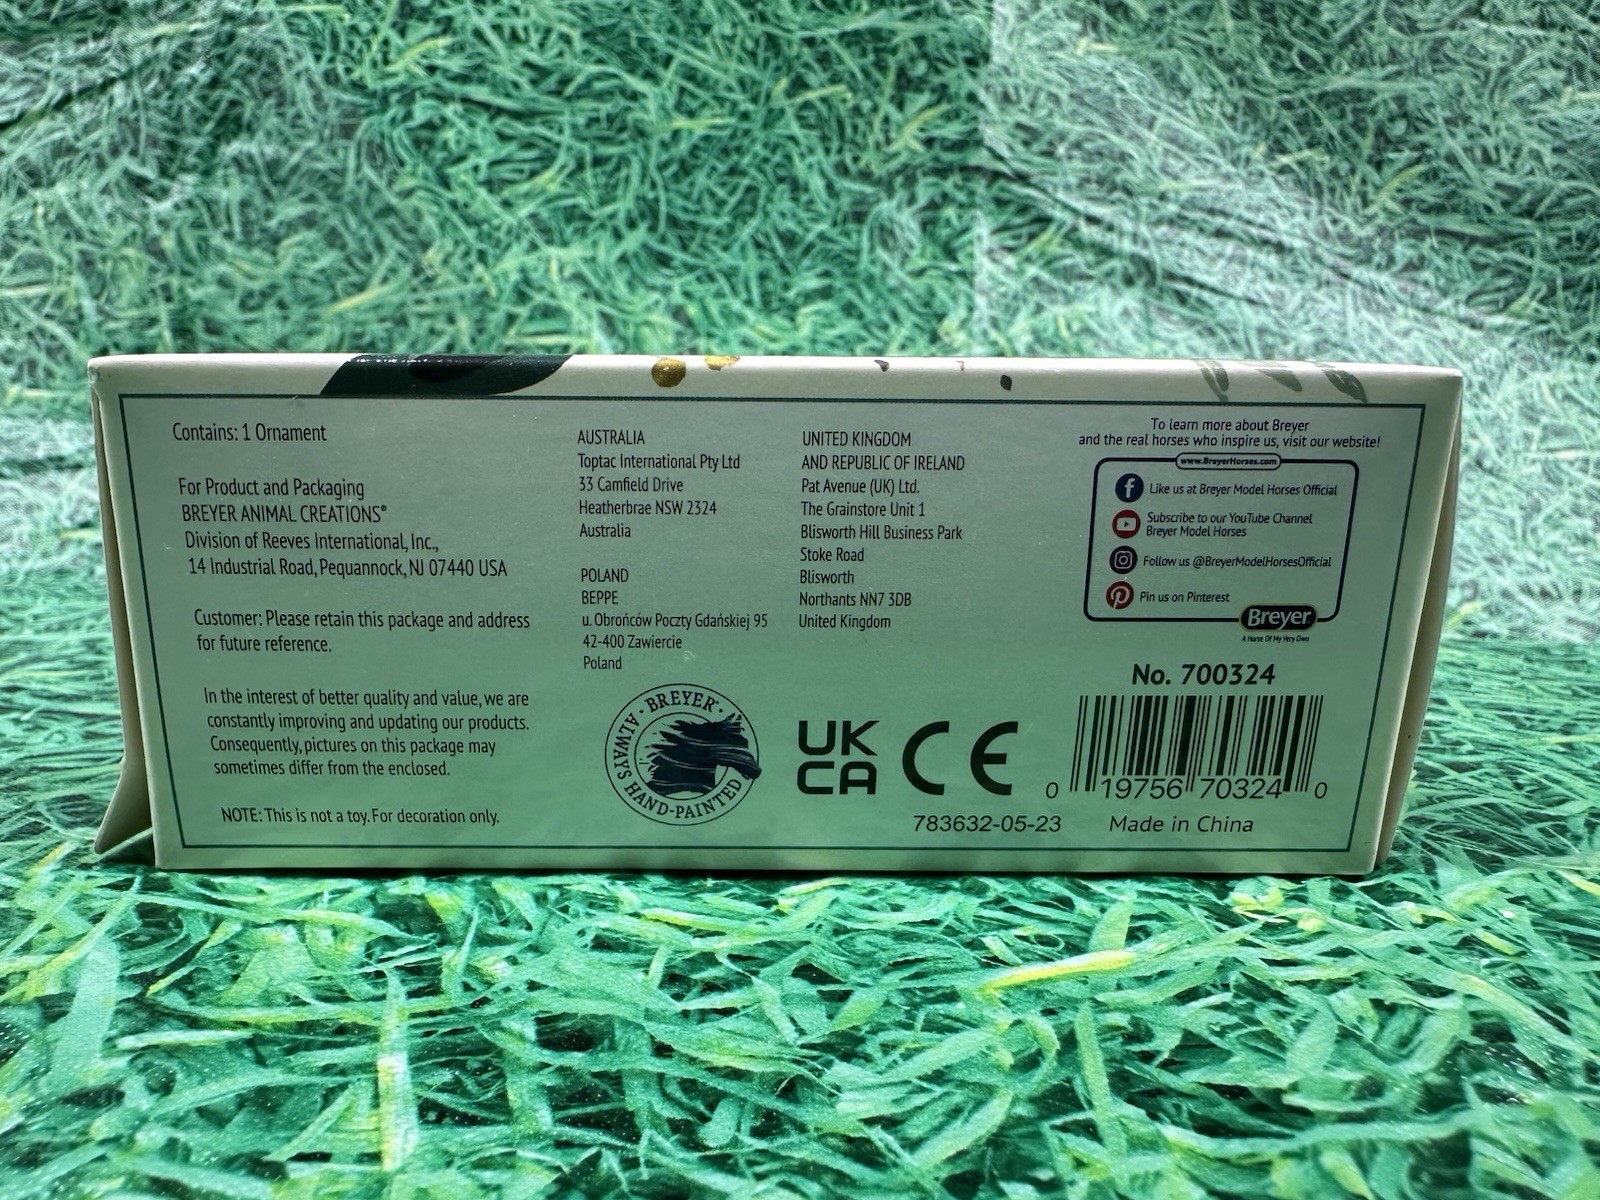 Contains: 1 Ornament
For Product and Packaging
BREYER ANIMAL CREATIONS®
Division of Reeves International, Inc.,
14 Industrial Road, Pequannock, NJ 07440 USA
Customer: Please retain this package and address
for future reference.
In the interest of better quality and value, we are
constantly improving and updating our products.
Consequently, pictures on this package may
sometimes differ from the enclosed.
NOTE: This is not a toy. For decoration only.
AUSTRALIA
Toptac International Pty Ltd
33 Camfield Drive
Heatherbrae NSW 2324
Australia
POLAND
BEPPE
u. Obrońców Poczty Gdańskiej 95
42-400 Zawiercie
Poland
BREYER®
ALWAYS HAND-PAINTED
UNITED KINGDOM
AND REPUBLIC OF IRELAND
Pat Avenue (UK) Ltd.
The Grainstore Unit 1
Blisworth Hill Business Park
Stoke Road
Blisworth
Northants NN7 3DB
United Kingdom
UK
CA
CE
783632-05-23
To learn more about Breyer
and the real horses who inspire us, visit our website!
www.BreyerHorses.com
Like us at Breyer Model Horses Official
Subscribe to our YouTube Channel
Breyer Model Horses
Follow us @BreyerModelHorsesOfficial
Pin us on Pinterest
Breyer®
A Horse Of My Very Own
No. 700324
0 19756 70324 0
Made in China